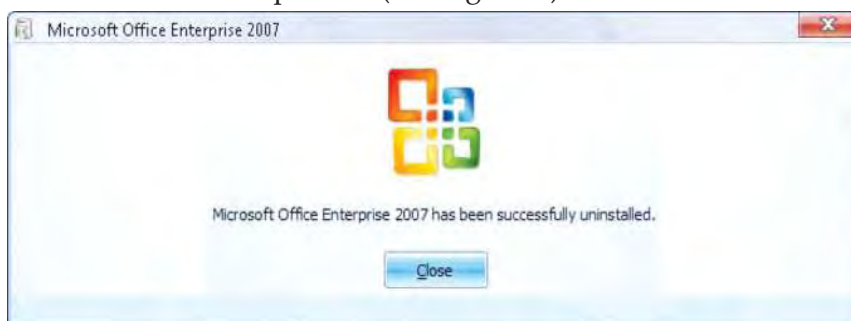 Microsoft Office Enterprise 2007
Microsoft Office Enterprise 2007 has been successfully uninstalled.
Close